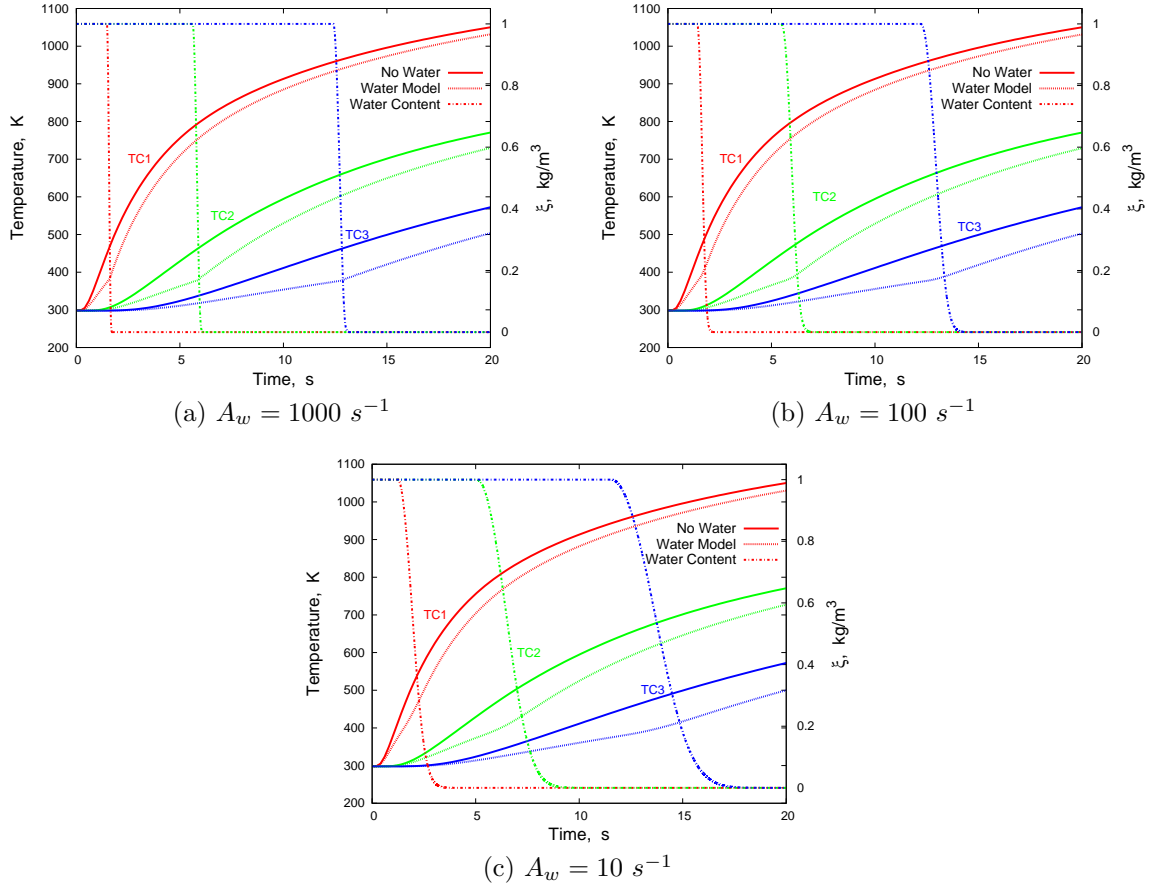 1100
1000
900
800
700
600
500
400
300
200
Temperature, K
0 5 10 15 20
Time, s
1
0.8
0.6
0.4
0.2
0
ξ, kg/m³
No Water
Water Model
Water Content
TC1
TC2
TC3
(a) A_w = 1000 s⁻¹
1100
1000
900
800
700
600
500
400
300
200
Temperature, K
0 5 10 15 20
Time, s
1
0.8
0.6
0.4
0.2
0
ξ, kg/m³
No Water
Water Model
Water Content
TC1
TC2
TC3
(b) A_w = 100 s⁻¹
1100
1000
900
800
700
600
500
400
300
200
Temperature, K
0 5 10 15 20
Time, s
1
0.8
0.6
0.4
0.2
0
ξ, kg/m³
No Water
Water Model
Water Content
TC1
TC2
TC3
(c) A_w = 10 s⁻¹